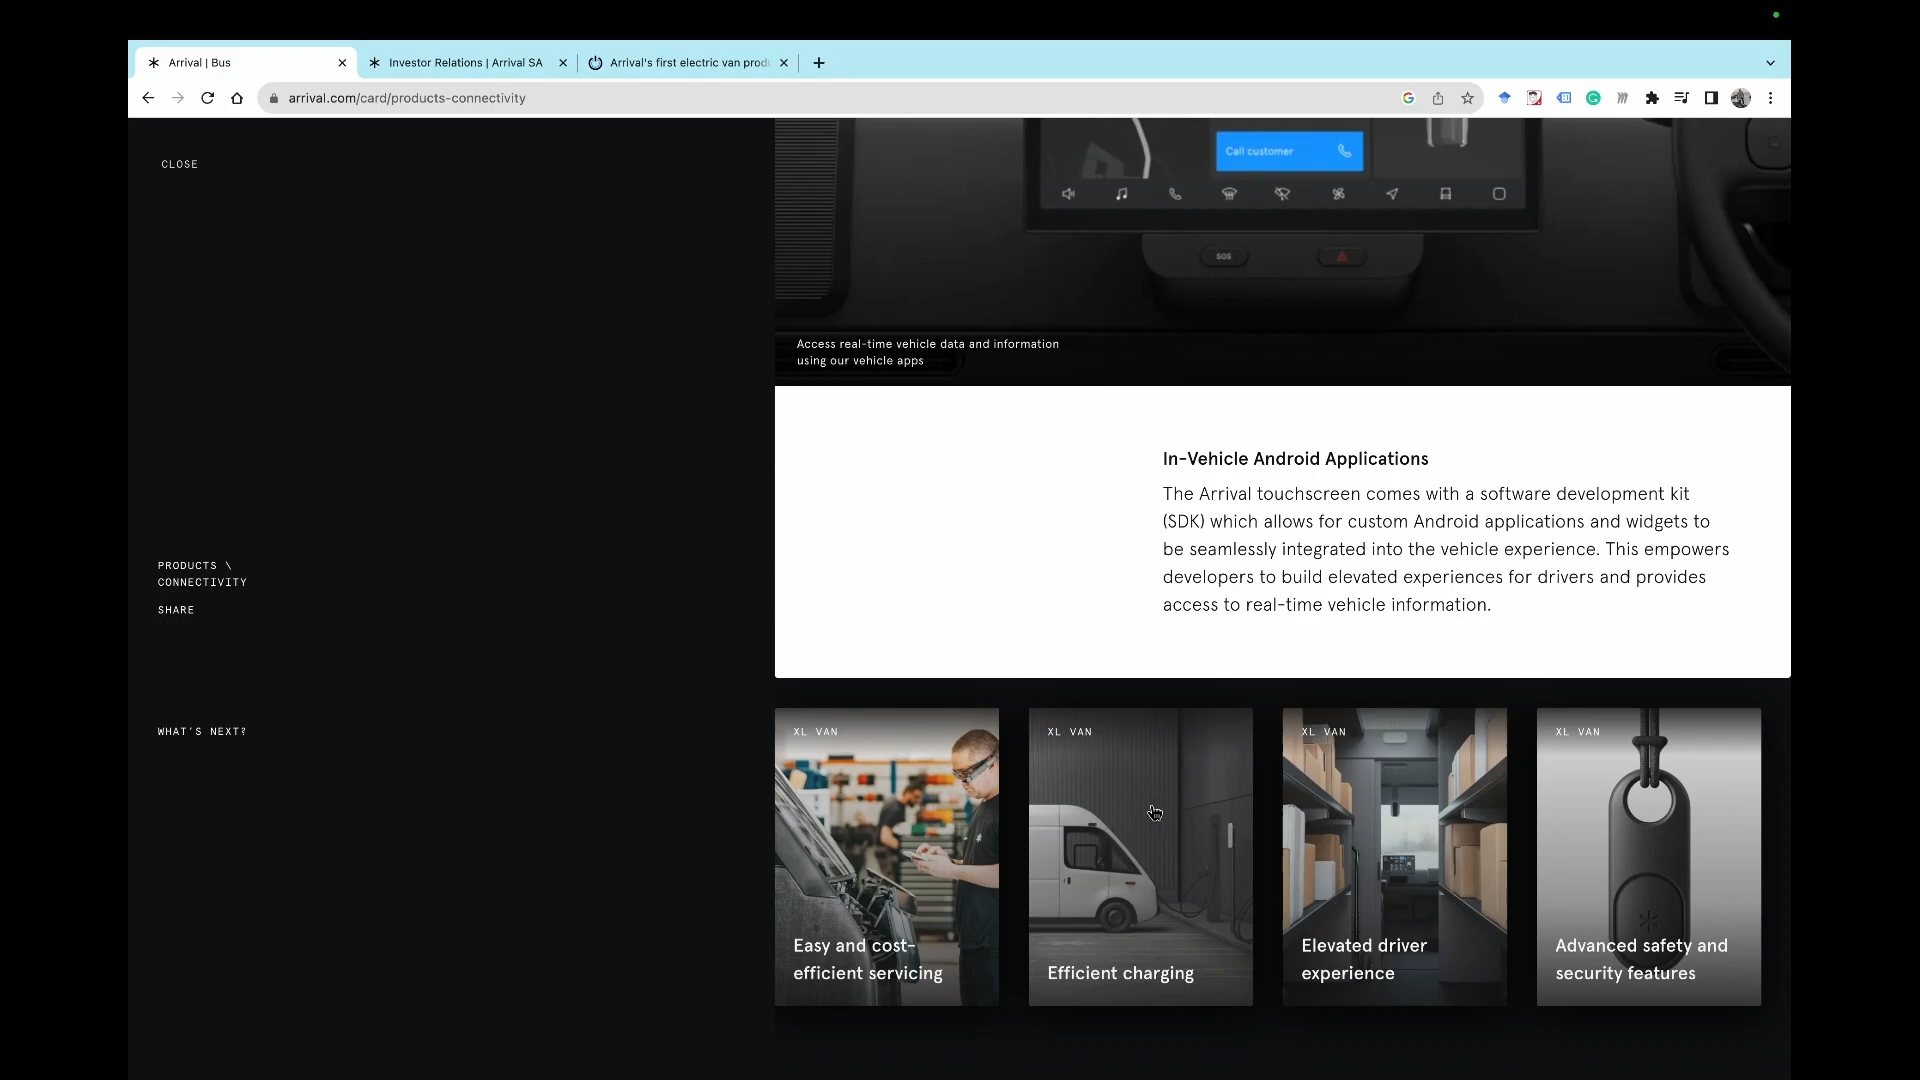 Arrival | Bus
Investor Relations | Arrival SA
Arrival's first electric van produ
arrival.com/card/products-connectivity
CLOSE
Call customer
SOS
Access real-time vehicle data and information
using our vehicle apps
In-Vehicle Android Applications
The Arrival touchscreen comes with a software development kit
(SDK) which allows for custom Android applications and widgets to
be seamlessly integrated into the vehicle experience. This empowers
developers to build elevated experiences for drivers and provides
access to real-time vehicle information.
PRODUCTS \
CONNECTIVITY
SHARE
WHAT'S NEXT?
XL VAN
Easy and cost-
efficient servicing
XL VAN
Efficient charging
XL VAN
Elevated driver
experience
XL VAN
Advanced safety and
security features